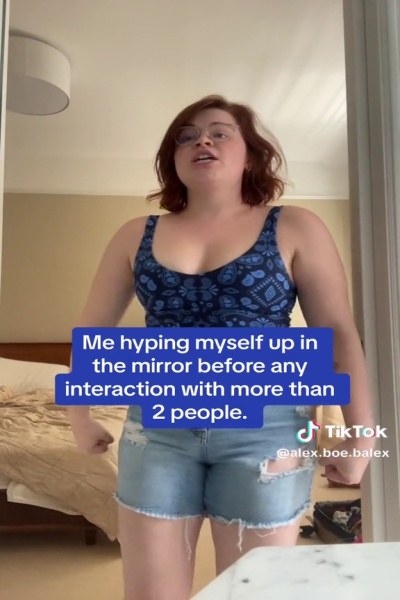 Me hyping myself up in
the mirror before any
interaction with more than
2 people.
TikTok
@alex.boe.balex